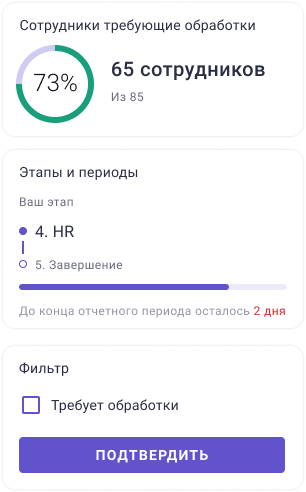 Сотрудники требующие обработки
73%
65 сотрудников
Из 85
Этапы и периоды
Ваш этап
4. HR
5. Завершение
До конца отчетного периода осталось 2 дня
Фильтр
Требует обработки
ПОДТВЕРДИТЬ